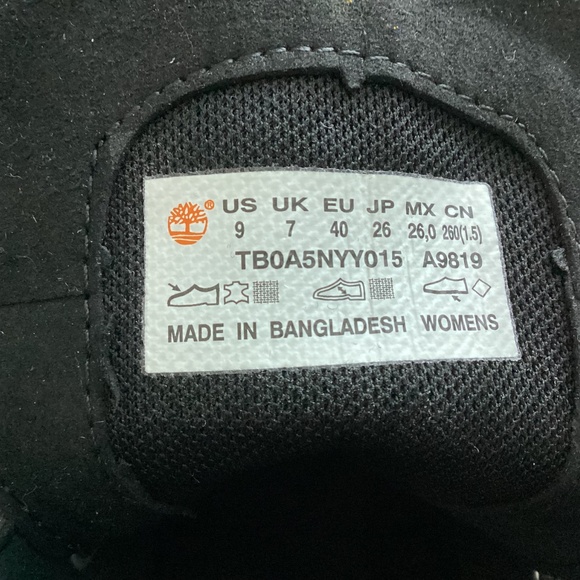 ® US UK EU JP MX CN
9 7 40 26 26,0 260(1.5)
TB0A5NYY015 A9819
MADE IN BANGLADESH WOMENS